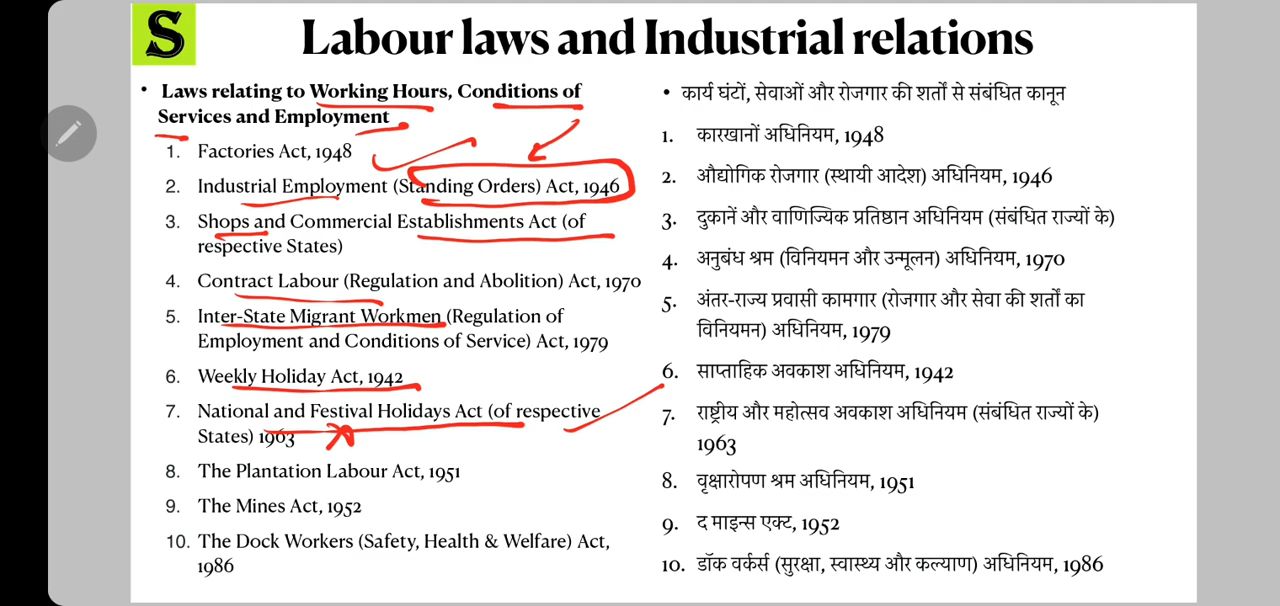 S
Labour laws and Industrial relations
• Laws relating to Working Hours, Conditions of
Services and Employment
1. Factories Act, 1948
2. Industrial Employment (Standing Orders) Act, 1946
3. Shops and Commercial Establishments Act (of
respective States)
4. Contract Labour (Regulation and Abolition) Act, 1970
5. Inter-State Migrant Workmen (Regulation of
Employment and Conditions of Service) Act, 1979
6. Weekly Holiday Act, 1942
7. National and Festival Holidays Act (of respective
States) 1963
8. The Plantation Labour Act, 1951
9. The Mines Act, 1952
10. The Dock Workers (Safety, Health & Welfare) Act,
1986
• कार्य घंटों, सेवाओं और रोजगार की शर्तों से संबंधित कानून
1. कारखानों अधिनियम, 1948
2. औद्योगिक रोजगार (स्थायी आदेश) अधिनियम, 1946
3. दुकानें और वाणिज्यिक प्रतिष्ठान अधिनियम (संबंधित राज्यों के)
4. अनुबंध श्रम (विनियमन और उन्मूलन) अधिनियम, 1970
5. अंतर-राज्य प्रवासी कामगार (रोजगार और सेवा की शर्तों का
विनियमन) अधिनियम, 1979
6. साप्ताहिक अवकाश अधिनियम, 1942
7. राष्ट्रीय और महोत्सव अवकाश अधिनियम (संबंधित राज्यों के)
1963
8. वृक्षारोपण श्रम अधिनियम, 1951
9. द माइन्स एक्ट, 1952
10. डॉक वर्कर्स (सुरक्षा, स्वास्थ्य और कल्याण) अधिनियम, 1986